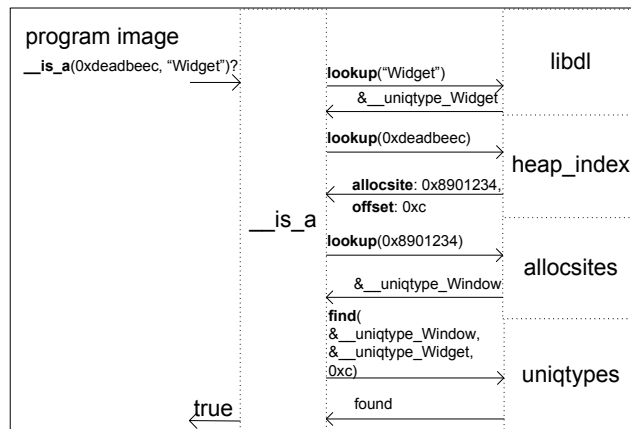 program image
__is_a(0xdeadbeec, “Widget”)?
lookup(“Widget”)
libdl
&__uniqtype_Widget
lookup(0xdeadbeec)
heap_index
allocsite: 0x8901234,
offset: 0xc
__is_a
lookup(0x8901234)
allocsites
&__uniqtype_Window
find(
&__uniqtype_Window,
&__uniqtype_Widget,
0xc)
uniqtypes
found
true